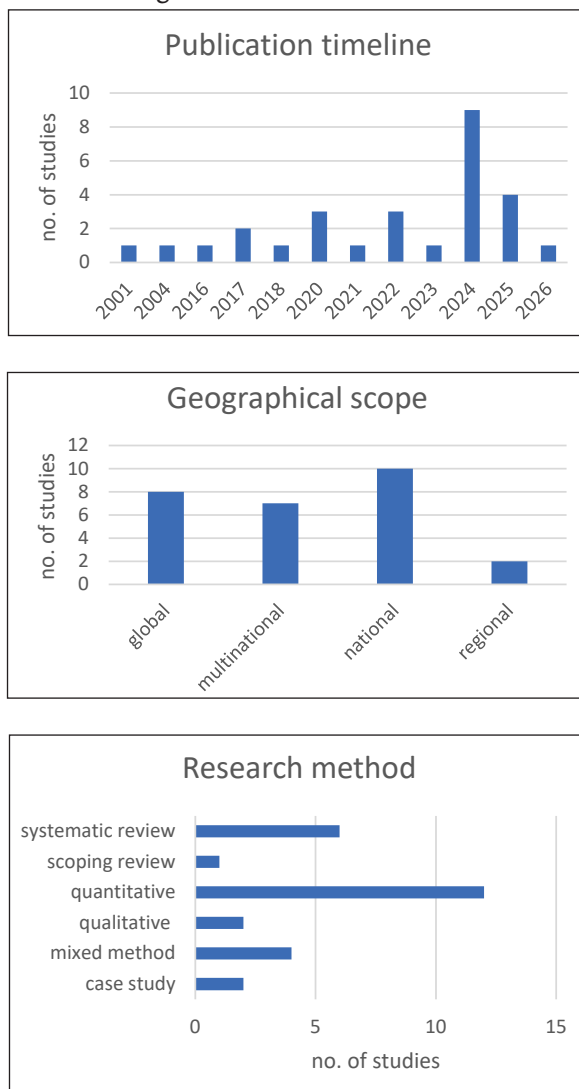 Publication timeline
no. of studies
10
8
6
4
2
0
2001 2004 2016 2017 2018 2020 2021 2022 2023 2024 2025 2026
Geographical scope
no. of studies
12
10
8
6
4
2
0
global multinational national regional
Research method
systematic review
scoping review
quantitative
qualitative
mixed method
case study
0 5 10 15
no. of studies